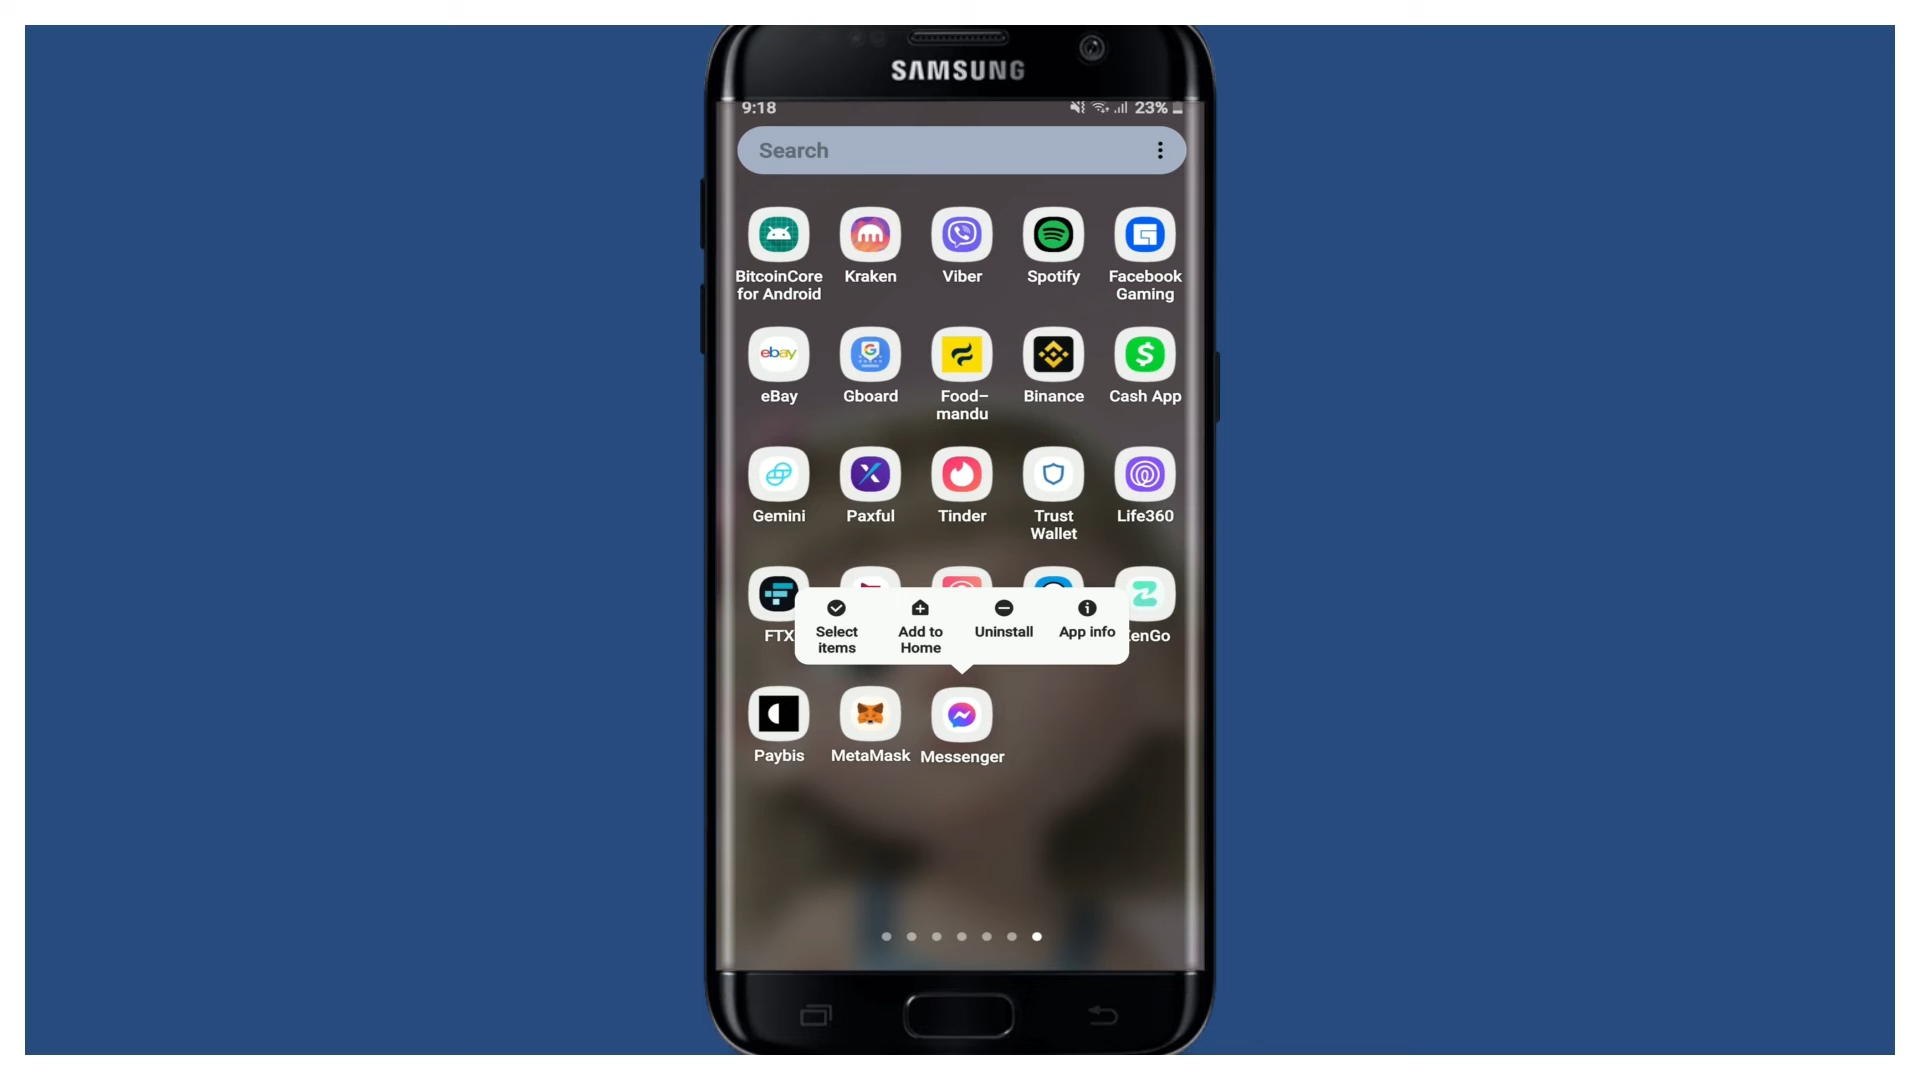 SAMSUNG
9:18
23%
Search
BitcoinCore for Android
Kraken
Viber
Spotify
Facebook Gaming
ebay
eBay
Gboard
Food–
mandu
Binance
Cash App
Gemini
Paxful
Tinder
Trust
Wallet
Life360
FTX
Select
items
Add to
Home
Uninstall
App info
enGo
Paybis
MetaMask
Messenger